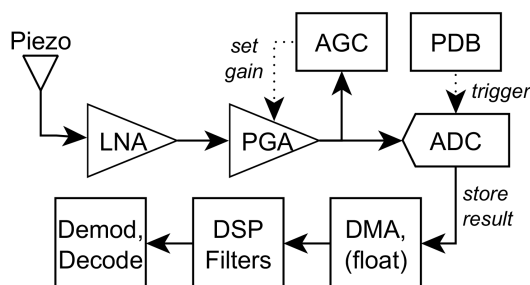 Piezo
set
gain
AGC
PDB
trigger
LNA
PGA
ADC
store
result
Demod,
Decode
DSP
Filters
DMA,
(float)